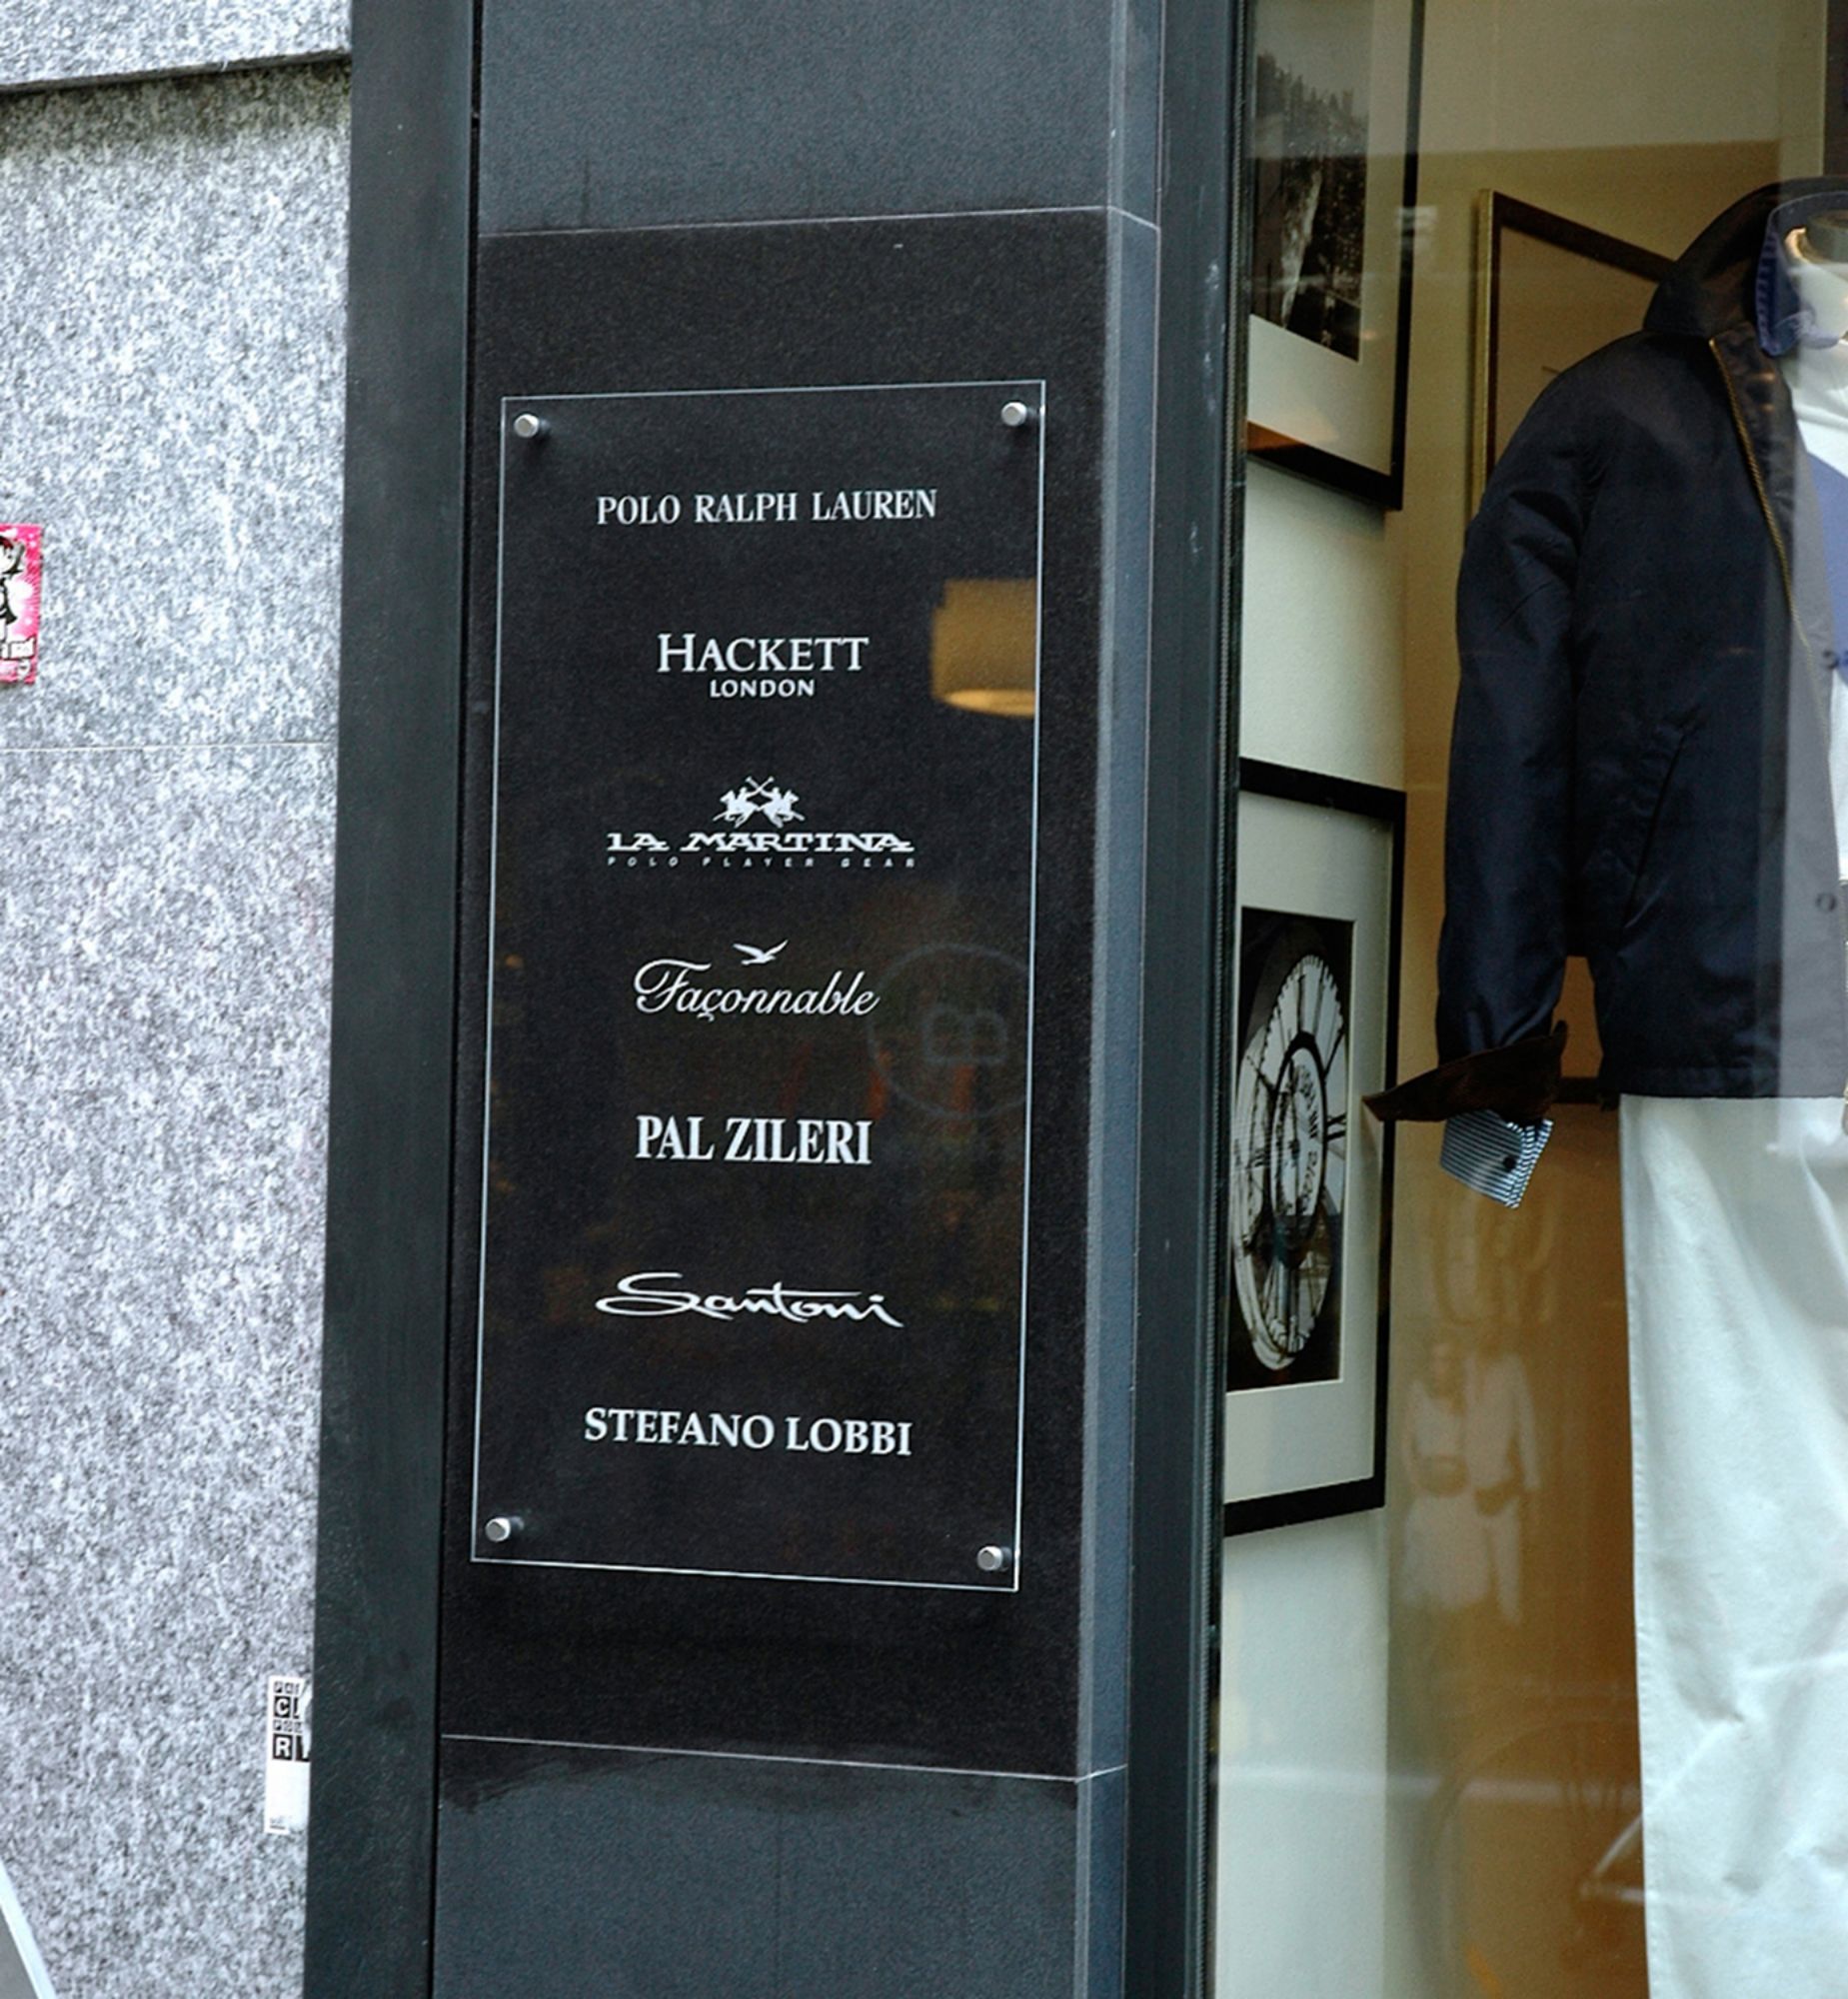 POLO RALPH LAUREN
HACKETT
LONDON
LA MARTINA
POLO PLAYER GEAR
Façonnable
PAL ZILERI
Santoni
STEFANO LOBBI